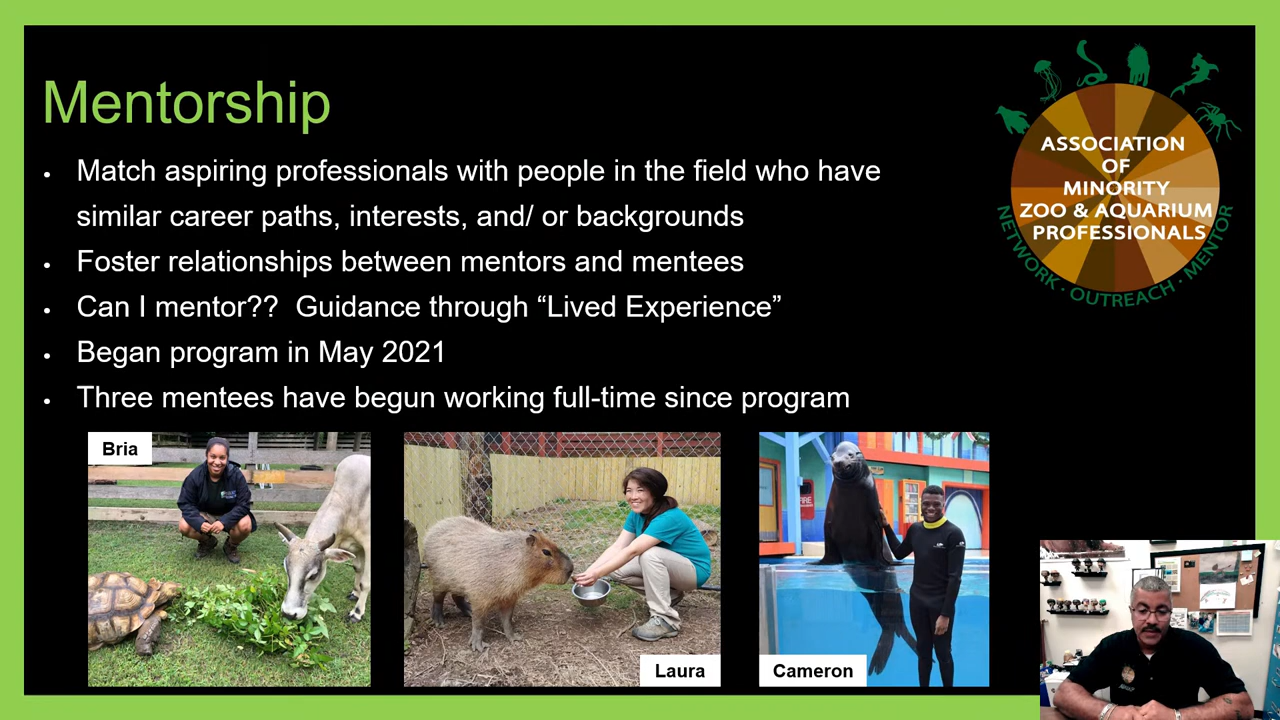 Mentorship
• Match aspiring professionals with people in the field who have
similar career paths, interests, and/ or backgrounds
• Foster relationships between mentors and mentees
• Can I mentor??  Guidance through “Lived Experience”
• Began program in May 2021
• Three mentees have begun working full-time since program
ASSOCIATION
OF
MINORITY
ZOO & AQUARIUM
PROFESSIONALS
NETWORK · OUTREACH · MENTOR
Bria
Laura
Cameron
FIRE